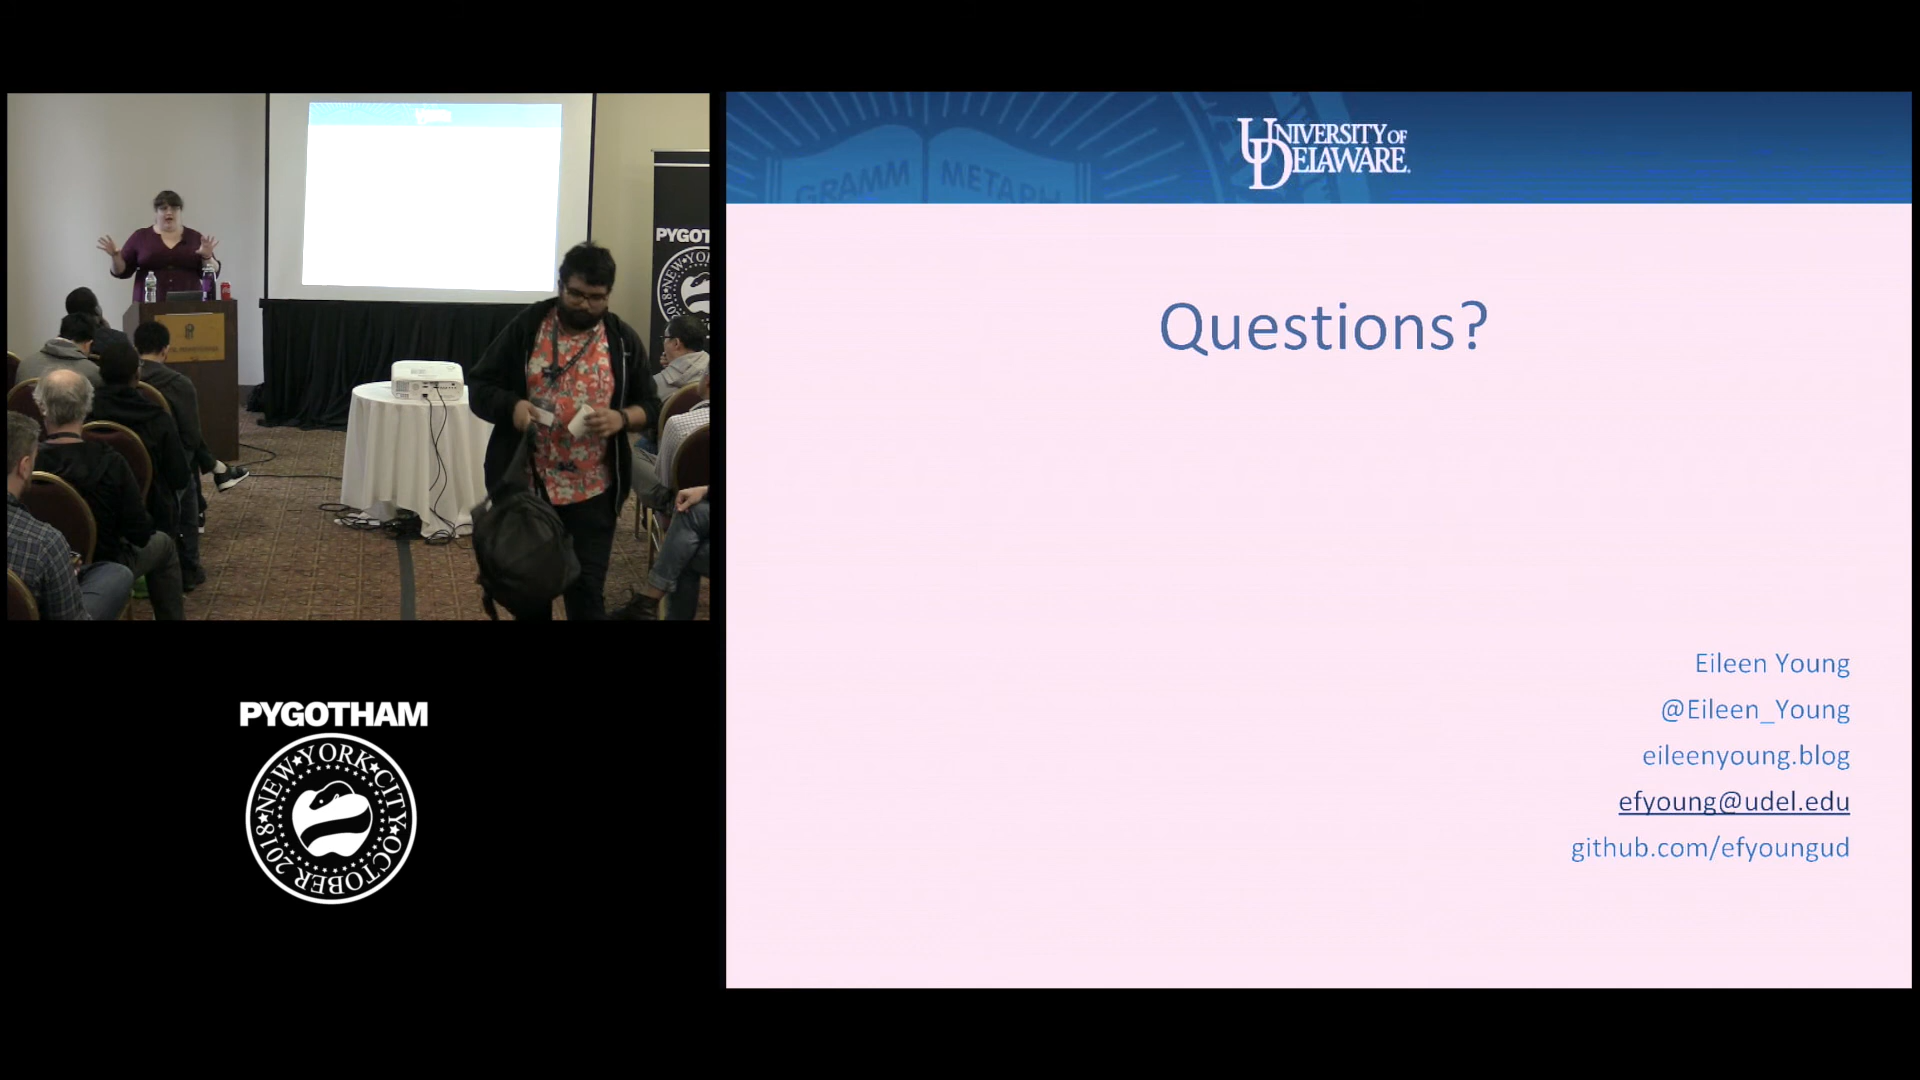 UNIVERSITY OF
DELAWARE
GRAMM METAPH
Questions?
Eileen Young
@Eileen_Young
eileenyoung.blog
efyoung@udel.edu
github.com/efyoungud
PYGOT
PYGOTHAM
NEW★YORK★CITY★OCTOBER 2018★